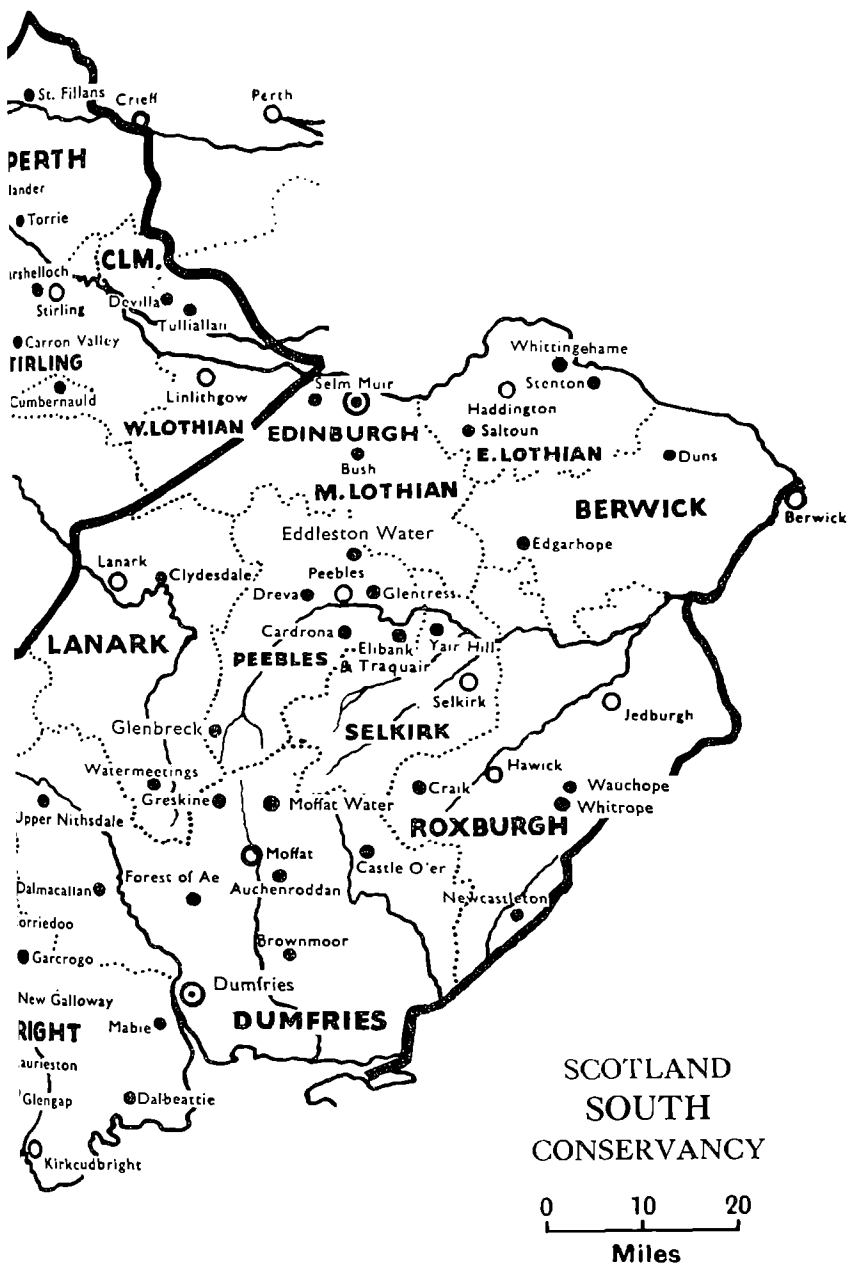 St. Fillans
Crieff
Perth
PERTH
lander
Torrie
CLM.
arshelloch
Stirling
Devilla
Tulliallan
Carron Valley
TIRLING
Cumbernauld
Linlithgow
W.LOTHIAN
Selm Muir
EDINBURGH
Bush
M.LOTHIAN
Whittingehame
Stenton
Haddington
Saltoun
E.LOTHIAN
Duns
BERWICK
Berwick
Edgarhope
Eddleston Water
Lanark
Clydesdale
Peebles
Dreva
Glentress
LANARK
Cardrona
PEEBLES
Elibank
& Traquair
Yair Hill
Selkirk
SELKIRK
Jedburgh
Glenbreck
Watermeetings
Greskine
Moffat Water
Craik
Hawick
Wauchope
Whitrope
ROXBURGH
Upper Nithsdale
Moffat
Castle O'er
Dalmacallan
Forest of Ae
Auchenroddan
Newcastleton
orriedoo
Garcrogo
Brownmoor
New Galloway
Dumfries
DUMFRIES
RIGHT
Mabie
aurieston
Glengap
Dalbeattie
Kirkcudbright
SCOTLAND
SOUTH
CONSERVANCY
0 10 20
Miles